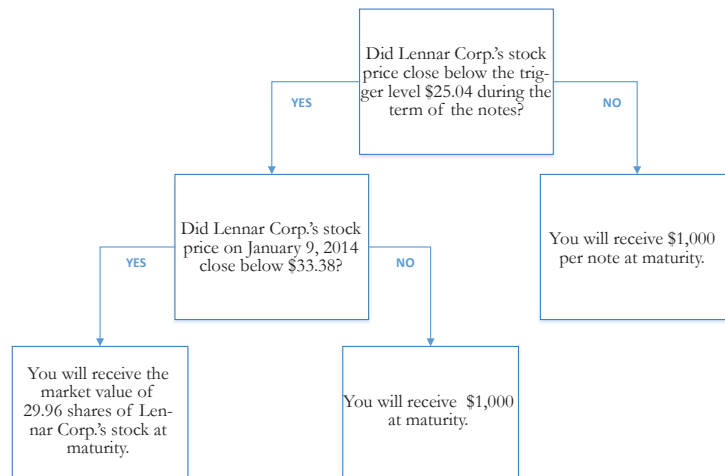 Did Lennar Corp.'s stock
price close below the trig-
ger level $25.04 during the
term of the notes?
YES
NO
Did Lennar Corp.'s stock
price on January 9, 2014
close below $33.38?
You will receive $1,000
per note at maturity.
YES
NO
You will receive the
market value of
29.96 shares of Len-
nar Corp.'s stock at
maturity.
You will receive $1,000
at maturity.